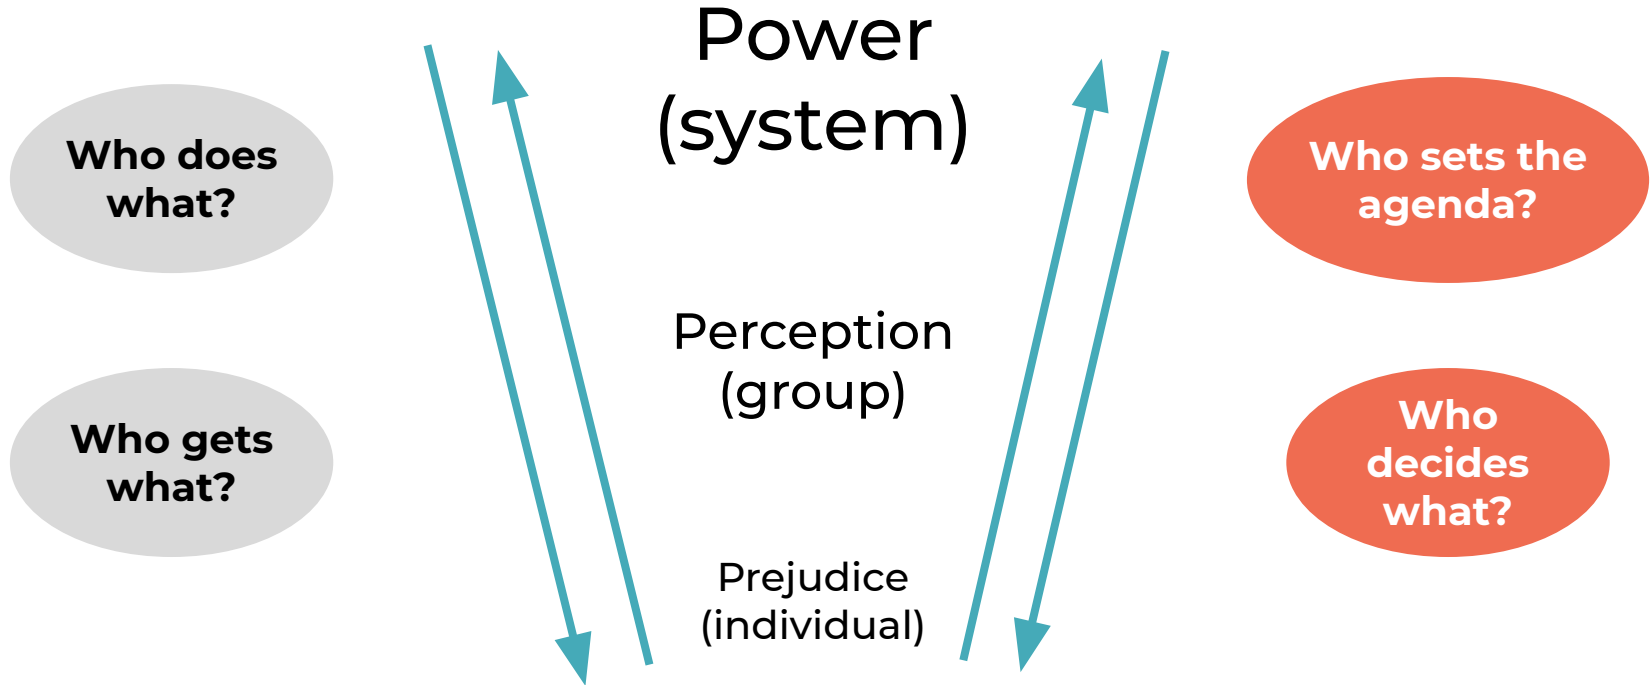 Power
(system)
Who does
what?
Who sets the
agenda?
Perception
(group)
Who gets
what?
Who
decides
what?
Prejudice
(individual)